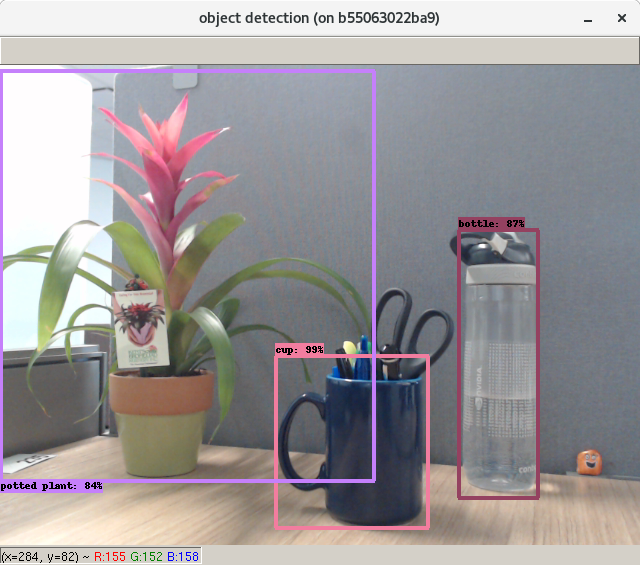 object detection (on b55063022ba9)
bottle: 87%
cup: 99%
potted plant: 84%
(x=284, y=82) ~ R:155 G:152 B:158